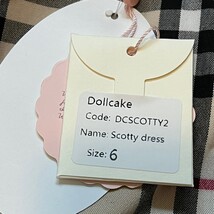 Dollcake
Code: DCSCOTTY2
Name: Scotty dress
Size: 6